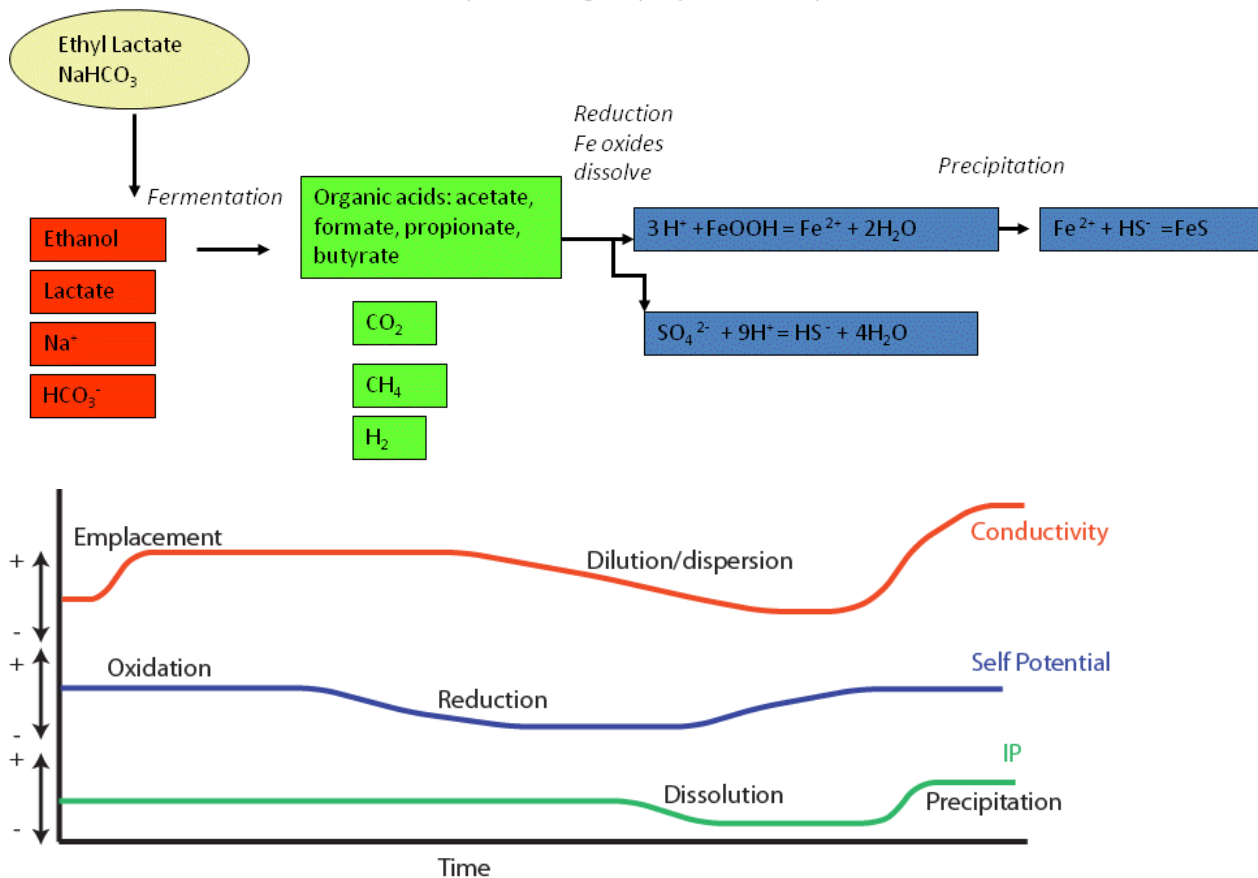 Ethyl Lactate
NaHCO₃
Reduction
Fe oxides
dissolve
Precipitation
Fermentation
Organic acids: acetate,
formate, propionate,
butyrate
Ethanol
Lactate
Na⁺
HCO₃⁻
3 H⁺ + FeOOH = Fe²⁺ + 2H₂O
Fe²⁺ + HS⁻ =FeS
CO₂
SO₄²⁻ + 9H⁺ = HS⁻ + 4H₂O
CH₄
H₂
Emplacement
Dilution/dispersion
Conductivity
+
-
Oxidation
Reduction
Self Potential
+
-
IP
Dissolution
Precipitation
+
-
Time